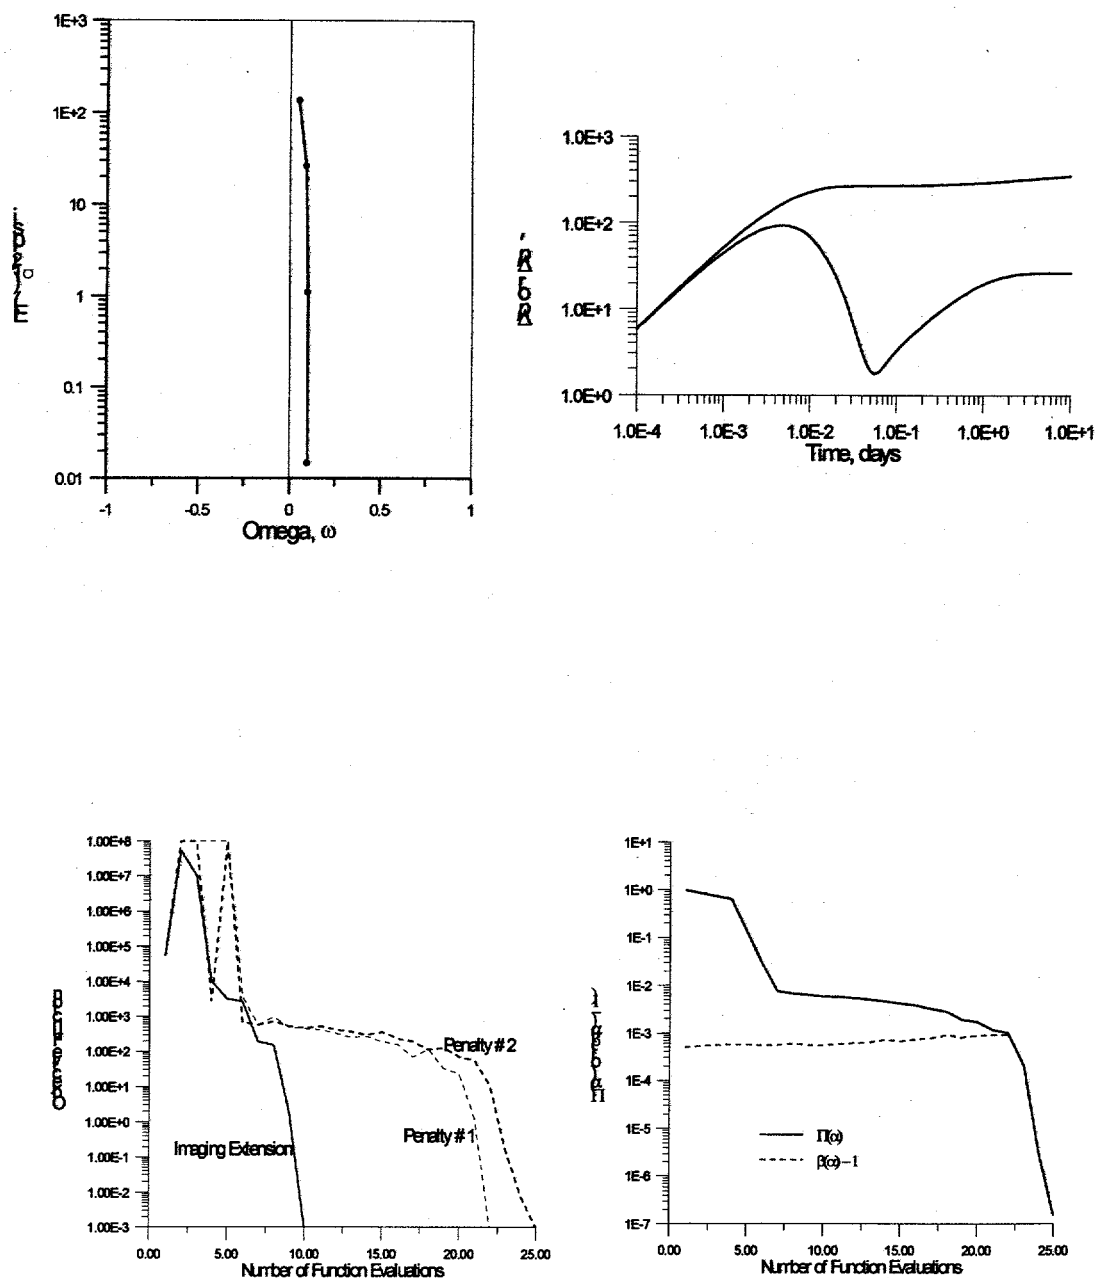 1E+3
1E+2
10
1
0.1
0.01
-1
-0.5
0
0.5
1
Omega, ω
1.0E+3
1.0E+2
1.0E+1
1.0E+0
1.0E-4
1.0E-3
1.0E-2
1.0E-1
1.0E+0
1.0E+1
Time, days
1.00E+8
1.00E+7
1.00E+6
1.00E+5
1.00E+4
1.00E+3
1.00E+2
1.00E+1
1.00E+0
1.00E-1
1.00E-2
1.00E-3
Penalty # 2
Penalty # 1
Imaging Extension
0.00
5.00
10.00
15.00
20.00
25.00
Number of Function Evaluations
1E+1
1E+0
1E-1
1E-2
1E-3
1E-4
1E-5
1E-6
1E-7
Π(α)
β(α)−1
0.00
5.00
10.00
15.00
20.00
25.00
Number of Function Evaluations